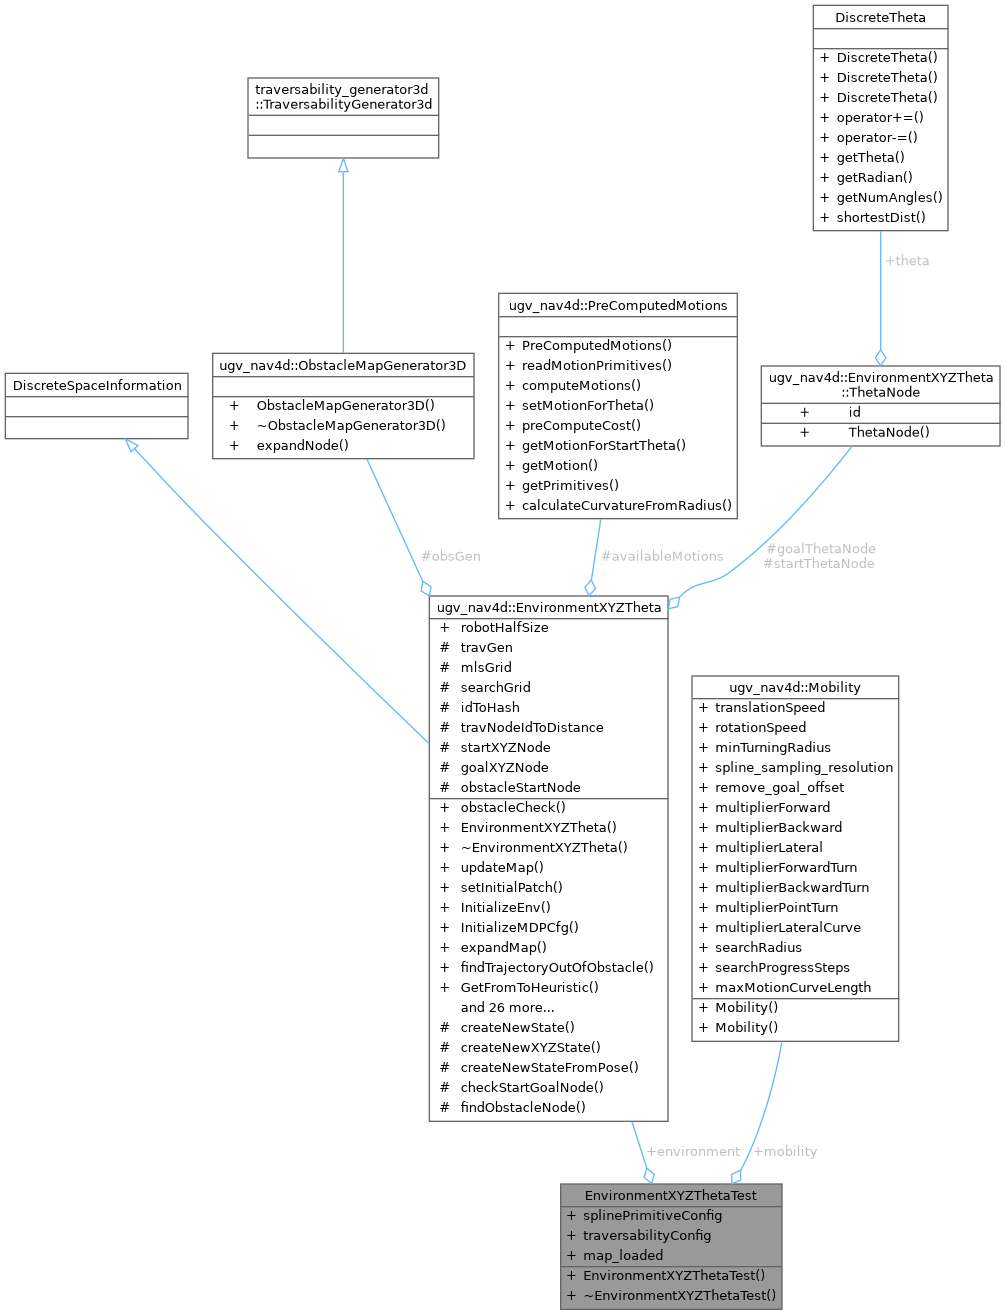 DiscreteTheta
+ DiscreteTheta()
+ DiscreteTheta()
+ DiscreteTheta()
+ operator+=()
+ operator-=()
+ getTheta()
+ getRadian()
+ getNumAngles()
+ shortestDist()
traversability_generator3d
::TraversabilityGenerator3d
+theta
ugv_nav4d::PreComputedMotions
+ PreComputedMotions()
+ readMotionPrimitives()
+ computeMotions()
+ setMotionForTheta()
+ preComputeCost()
+ getMotionForStartTheta()
+ getMotion()
+ getPrimitives()
+ calculateCurvatureFromRadius()
ugv_nav4d::ObstacleMapGenerator3D
+ ObstacleMapGenerator3D()
+ ~ObstacleMapGenerator3D()
+ expandNode()
DiscreteSpaceInformation
ugv_nav4d::EnvironmentXYZTheta
::ThetaNode
+ id
+ ThetaNode()
#obsGen
#availableMotions
#goalThetaNode
#startThetaNode
ugv_nav4d::EnvironmentXYZTheta
+ robotHalfSize
# travGen
# mlsGrid
# searchGrid
# idToHash
# travNodeIdToDistance
# startXYZNode
# goalXYZNode
# obstacleStartNode
+ obstacleCheck()
+ EnvironmentXYZTheta()
+ ~EnvironmentXYZTheta()
+ updateMap()
+ setInitialPatch()
+ InitializeEnv()
+ InitializeMDPCfg()
+ expandMap()
+ findTrajectoryOutOfObstacle()
+ GetFromToHeuristic()
and 26 more...
# createNewState()
# createNewXYZState()
# createNewStateFromPose()
# checkStartGoalNode()
# findObstacleNode()
ugv_nav4d::Mobility
+ translationSpeed
+ rotationSpeed
+ minTurningRadius
+ spline_sampling_resolution
+ remove_goal_offset
+ multiplierForward
+ multiplierBackward
+ multiplierLateral
+ multiplierForwardTurn
+ multiplierBackwardTurn
+ multiplierPointTurn
+ multiplierLateralCurve
+ searchRadius
+ searchProgressSteps
+ maxMotionCurveLength
+ Mobility()
+ Mobility()
+environment
+mobility
EnvironmentXYZThetaTest
+ splinePrimitiveConfig
+ traversabilityConfig
+ map_loaded
+ EnvironmentXYZThetaTest()
+ ~EnvironmentXYZThetaTest()